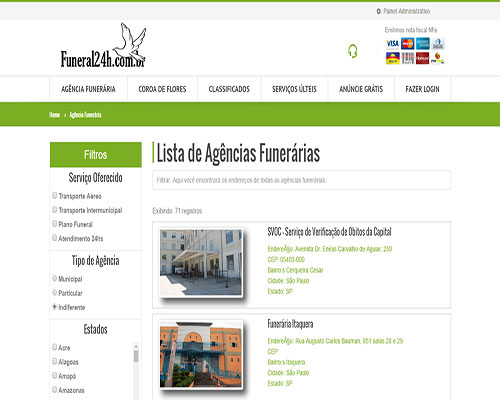 Painel Administrativo
Funeral24h.com.br
Emitimos nota fiscal NFe
VISA
AGÊNCIA FUNERÁRIA
COROA DE FLORES
CLASSIFICADOS
SERVIÇOS ÚLTEIS
ANÚNCIE GRÁTIS
FAZER LOGIN
Home > Agência Funerária
Filtros
Serviço Oferecido
Transporte Aéreo
Transporte Intermunicipal
Plano Funeral
Atendimento 24hs
Tipo de Agência
Municipal
Particular
Indiferente
Estados
Acre
Alagoas
Amapá
Amazonas
Lista de Agências Funerárias
Filtrar: Aqui você encontrará os endereços de todas as agências funerárias.
Exibindo: 71 registros
SVOC - Serviço de Verificação de Obitos da Capital
EndereÃ§o: Avenida Dr. Enéas Carvalho de Aguiar, 250
CEP: 05403-000
Bairro's Cerqueira Cesar
Cidade: São Paulo
Estado: SP
Funerária Itaquera
EndereÃ§o: Rua Augusto Carlos Bauman, 851 salas 28 e 29
CEP:
Bairro's Itaquera
Cidade: São Paulo
Estado: SP